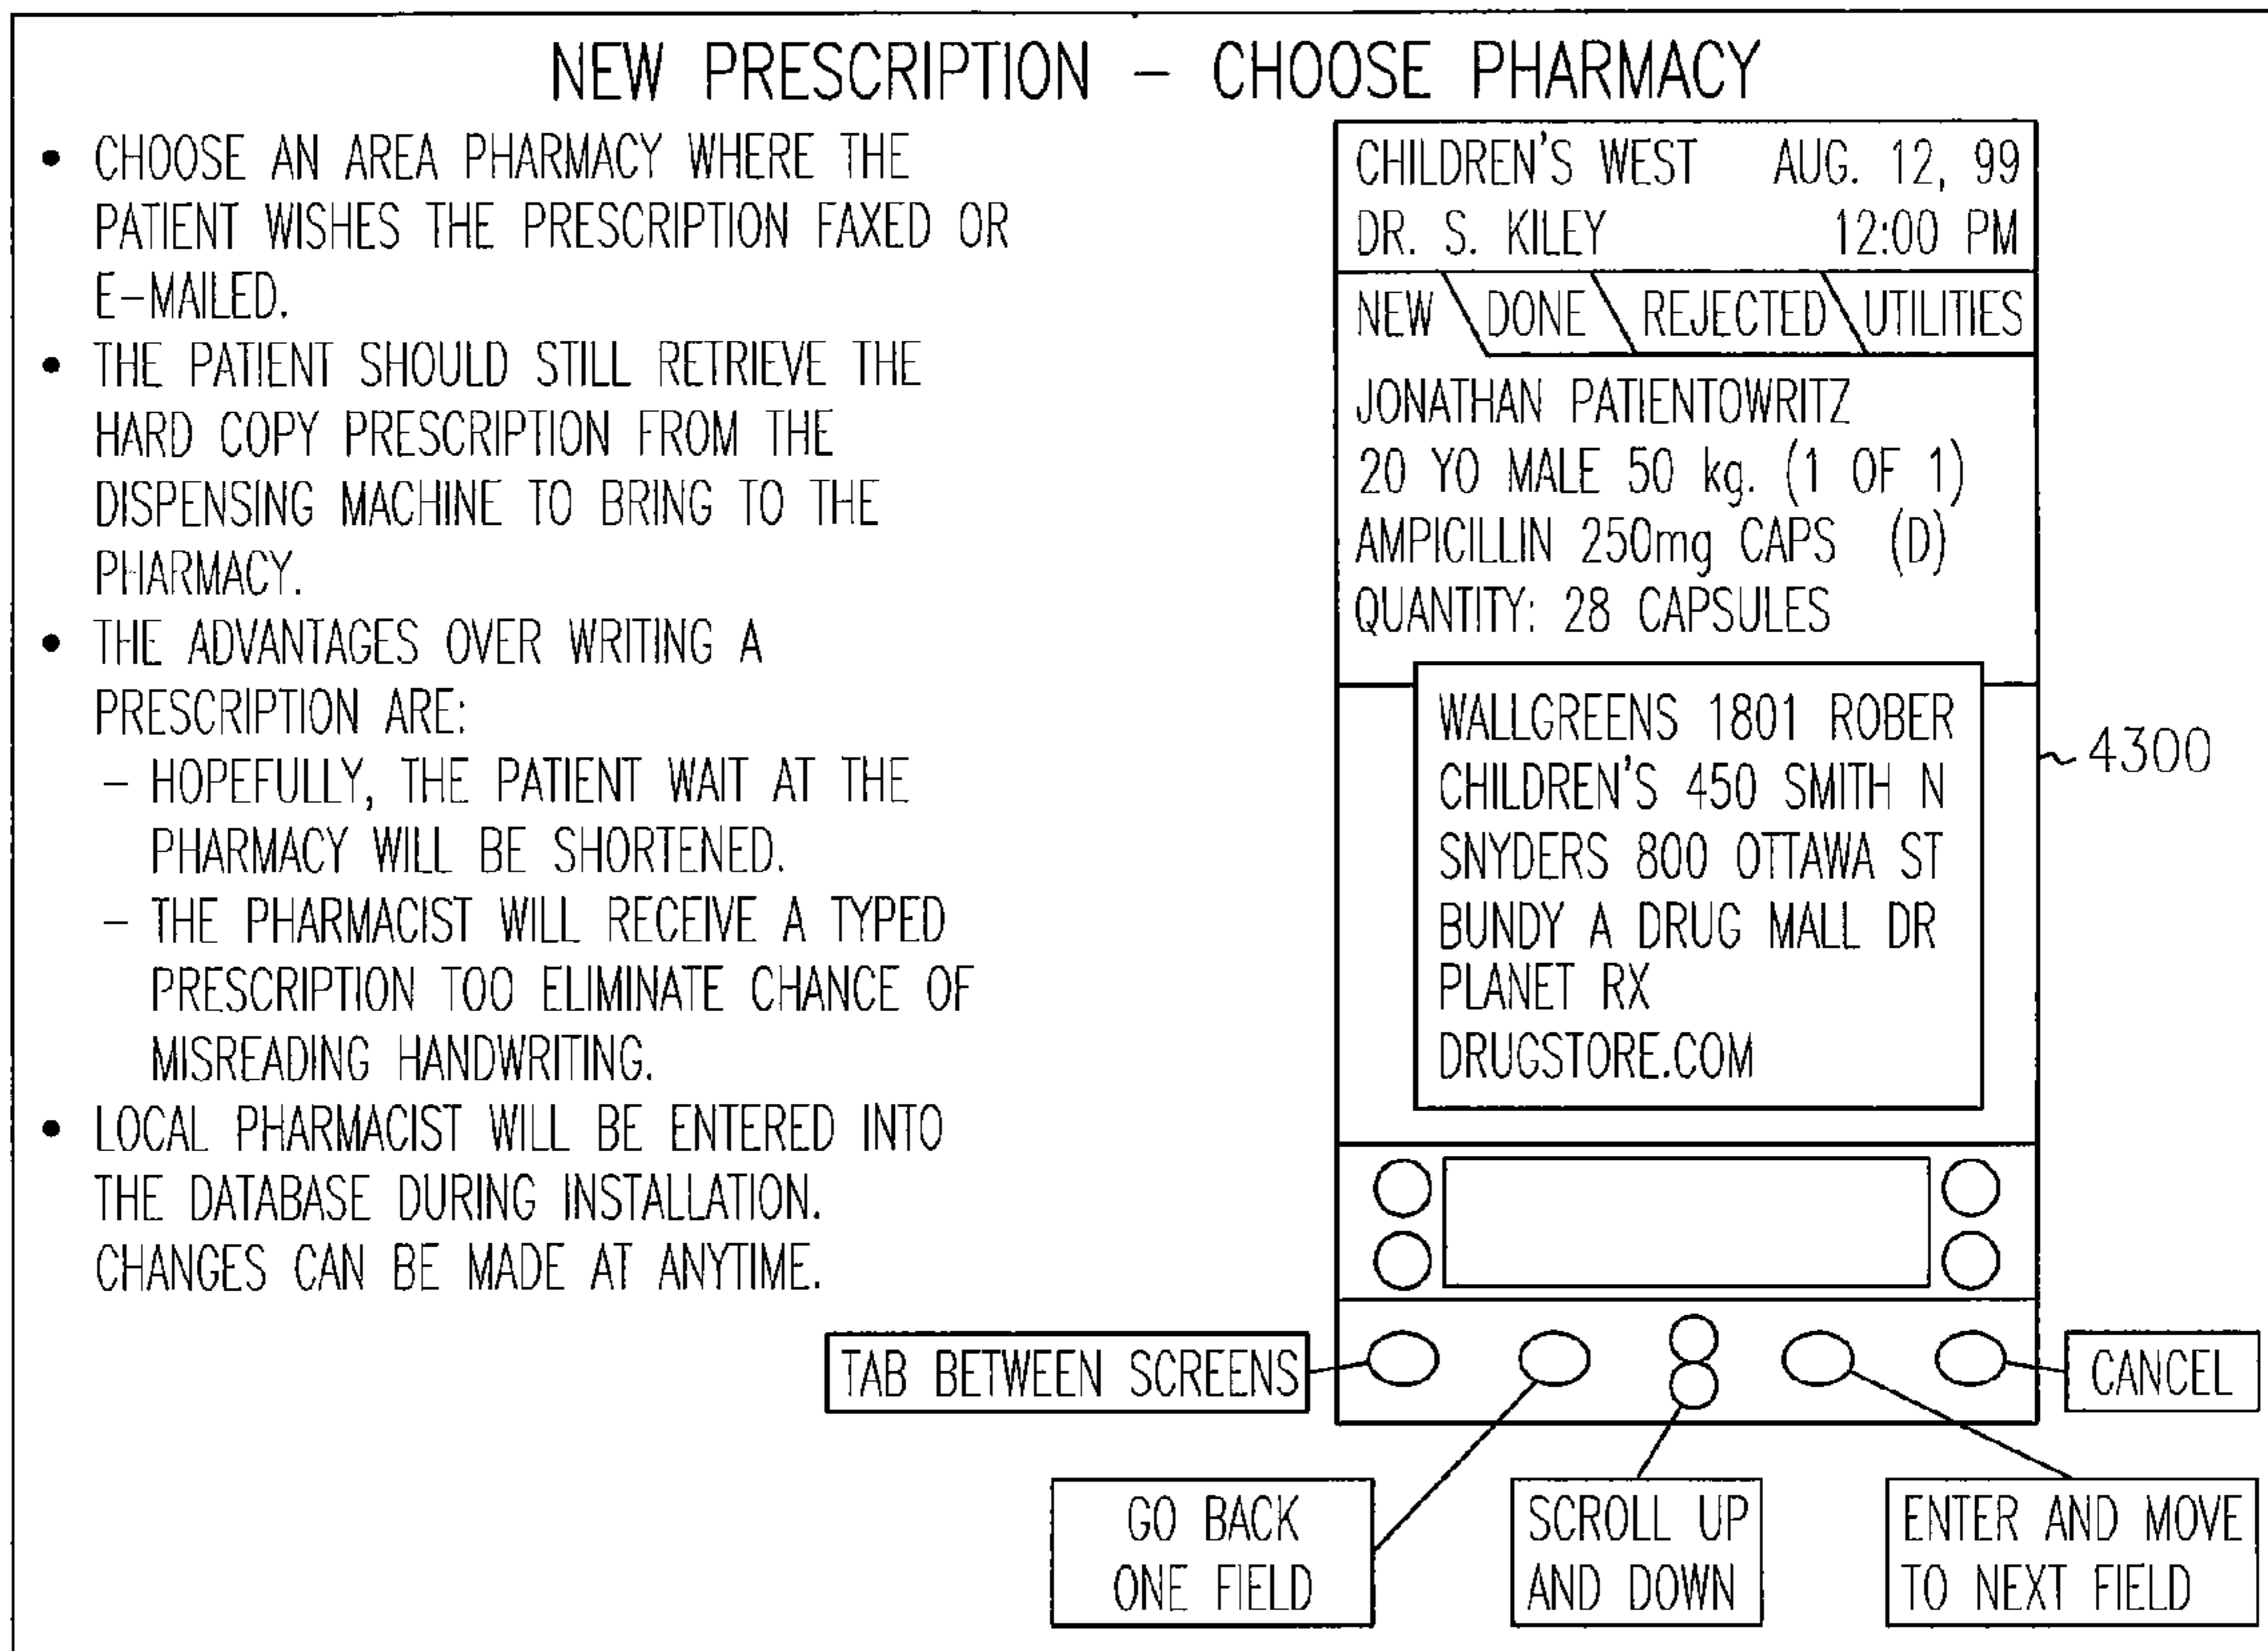 NEW PRESCRIPTION – CHOOSE PHARMACY
• CHOOSE AN AREA PHARMACY WHERE THE
PATIENT WISHES THE PRESCRIPTION FAXED OR
E–MAILED.
• THE PATIENT SHOULD STILL RETRIEVE THE
HARD COPY PRESCRIPTION FROM THE
DISPENSING MACHINE TO BRING TO THE
PHARMACY.
• THE ADVANTAGES OVER WRITING A
PRESCRIPTION ARE:
– HOPEFULLY, THE PATIENT WAIT AT THE
PHARMACY WILL BE SHORTENED.
– THE PHARMACIST WILL RECEIVE A TYPED
PRESCRIPTION TOO ELIMINATE CHANCE OF
MISREADING HANDWRITING.
• LOCAL PHARMACIST WILL BE ENTERED INTO
THE DATABASE DURING INSTALLATION.
CHANGES CAN BE MADE AT ANYTIME.
CHILDREN'S WEST AUG. 12, 99
DR. S. KILEY 12:00 PM
NEW DONE REJECTED UTILITIES
JONATHAN PATIENTOWRITZ
20 YO MALE 50 kg. (1 OF 1)
AMPICILLIN 250mg CAPS (D)
QUANTITY: 28 CAPSULES
WALLGREENS 1801 ROBER
CHILDREN'S 450 SMITH N
SNYDERS 800 OTTAWA ST
BUNDY A DRUG MALL DR
PLANET RX
DRUGSTORE.COM
4300
TAB BETWEEN SCREENS
CANCEL
GO BACK
ONE FIELD
SCROLL UP
AND DOWN
ENTER AND MOVE
TO NEXT FIELD